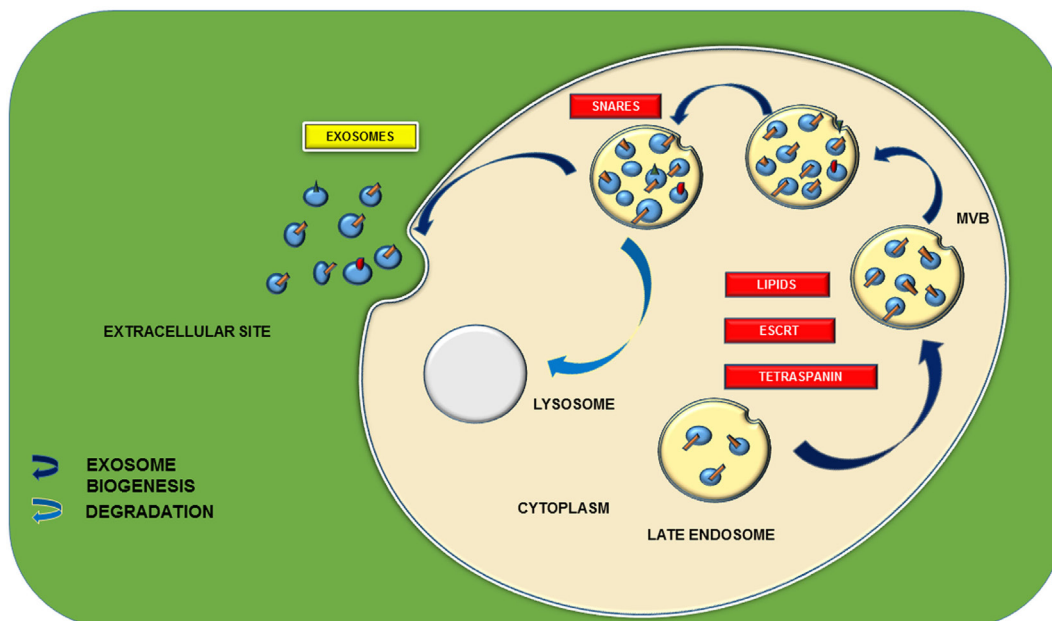 SNARES
EXOSOMES
MVB
LIPIDS
EXTRACELLULAR SITE
ESCRT
TETRASPANIN
LYSOSOME
EXOSOME
BIOGENESIS
DEGRADATION
CYTOPLASM
LATE ENDOSOME